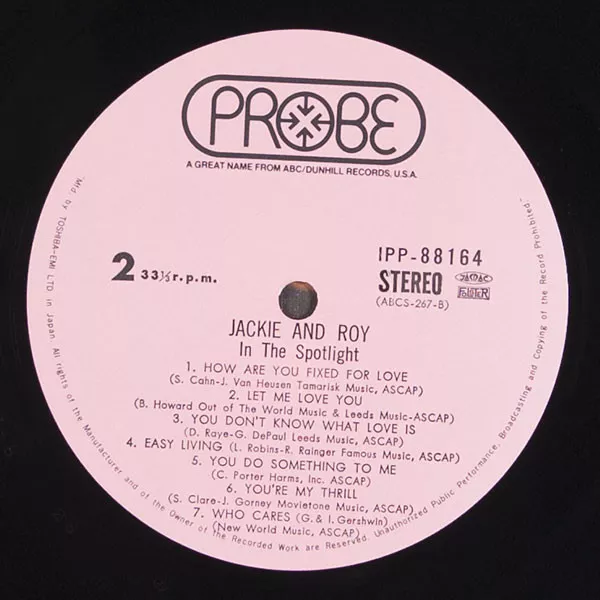 PROBE
A GREAT NAME FROM ABC/DUNHILL RECORDS, U.S.A.
2 33⅓ r.p.m.
IPP-88164
STEREO
(ABCS-267-B)
JACKIE AND ROY
In The Spotlight
1. HOW ARE YOU FIXED FOR LOVE
(S. Cahn-J. Van Heusen Tamarisk Music, ASCAP)
2. LET ME LOVE YOU
(B. Howard Out of The World Music & Leeds Music-ASCAP)
3. YOU DON'T KNOW WHAT LOVE IS
(D. Raye-G. DePaul Leeds Music, ASCAP)
4. EASY LIVING (L. Robins-R. Rainger Famous Music, ASCAP)
5. YOU DO SOMETHING TO ME
(C. Porter Harms, Inc. ASCAP)
6. YOU'RE MY THRILL
(S. Clare-J. Gorney Movietone Music, ASCAP)
7. WHO CARES (G. & I. Gershwin)
(New World Music, ASCAP)
Mfd. by TOSHIBA-EMI LTD. in Japan. All rights of the Manufacturer and of the Owner of the Recorded Work are Reserved. Unauthorized Public Performance, Broadcasting and Copying of the Record Prohibited.